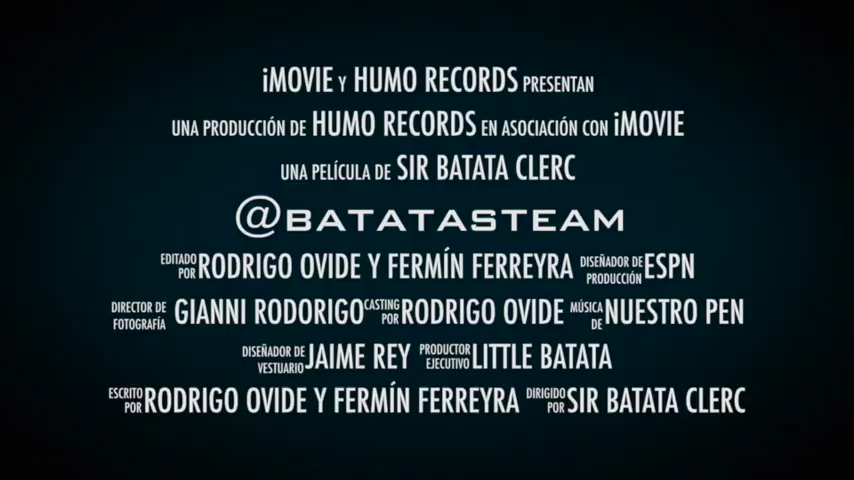 iMOVIE Y HUMO RECORDS PRESENTAN
UNA PRODUCCIÓN DE HUMO RECORDS EN ASOCIACIÓN CON iMOVIE
UNA PELÍCULA DE SIR BATATA CLERC
@BATATASTEAM
EDITADO POR RODRIGO OVIDE Y FERMÍN FERREYRA DISEÑADOR DE PRODUCCIÓN ESPN
DIRECTOR DE FOTOGRAFÍA GIANNI RODORIGO CASTING POR RODRIGO OVIDE MÚSICA DE NUESTRO PEN
DISEÑADOR DE VESTUARIO JAIME REY PRODUCTOR EJECUTIVO LITTLE BATATA
ESCRITO POR RODRIGO OVIDE Y FERMÍN FERREYRA DIRIGIDO POR SIR BATATA CLERC